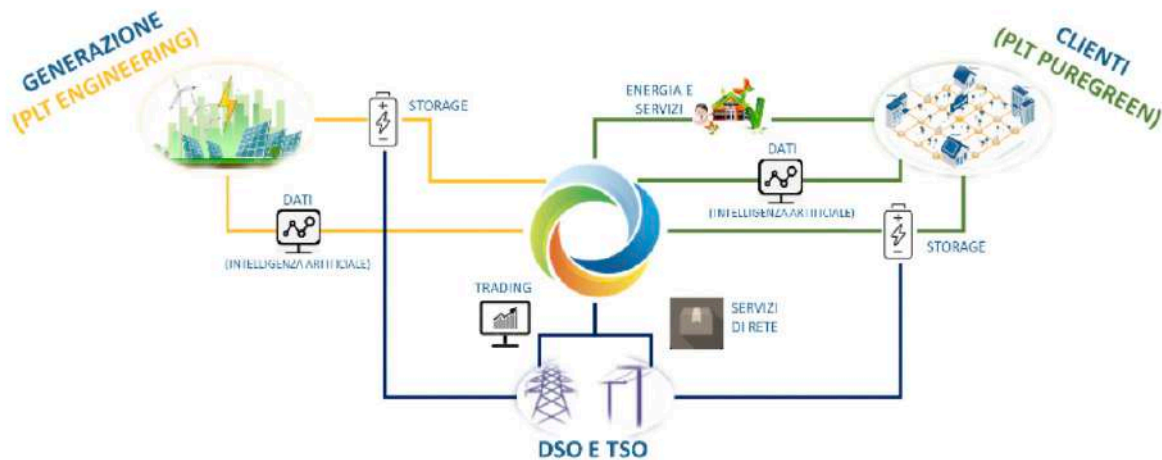 GENERAZIONE
(PLT ENGINEERING)
STORAGE
DATI
(INTELLIGENZA ARTIFICIALE)
ENERGIA E
SERVIZI
CLIENTI
(PLT PUREGREEN)
DATI
(INTELLIGENZA ARTIFICIALE)
STORAGE
TRADING
SERVIZI
DI RETE
DSO E TSO